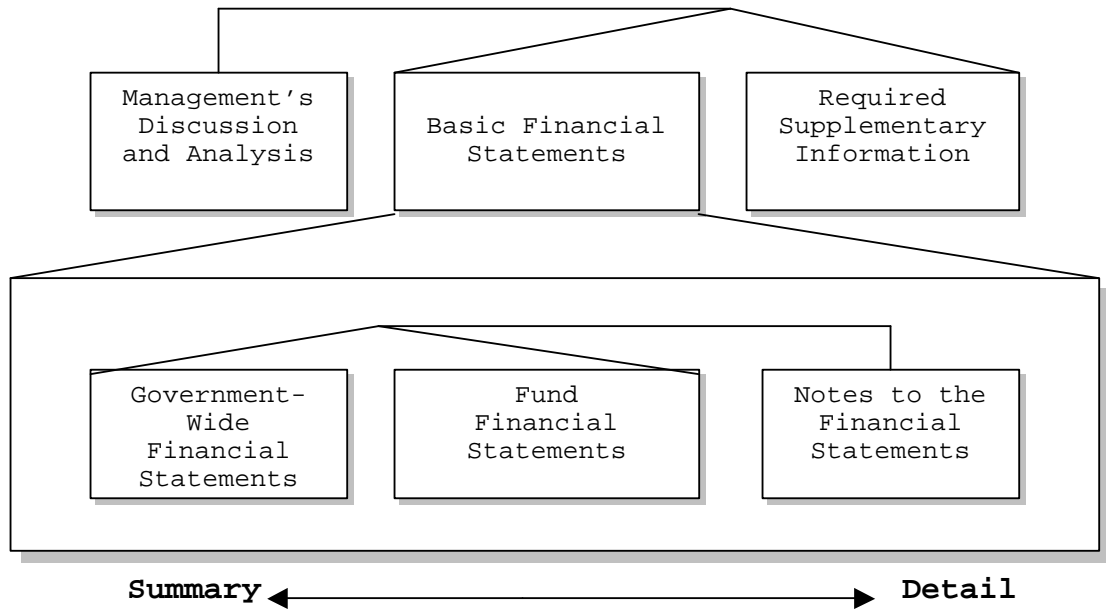 Management’s
Discussion
and Analysis
Basic Financial
Statements
Required
Supplementary
Information
Government-
Wide
Financial
Statements
Fund
Financial
Statements
Notes to the
Financial
Statements
Summary
Detail